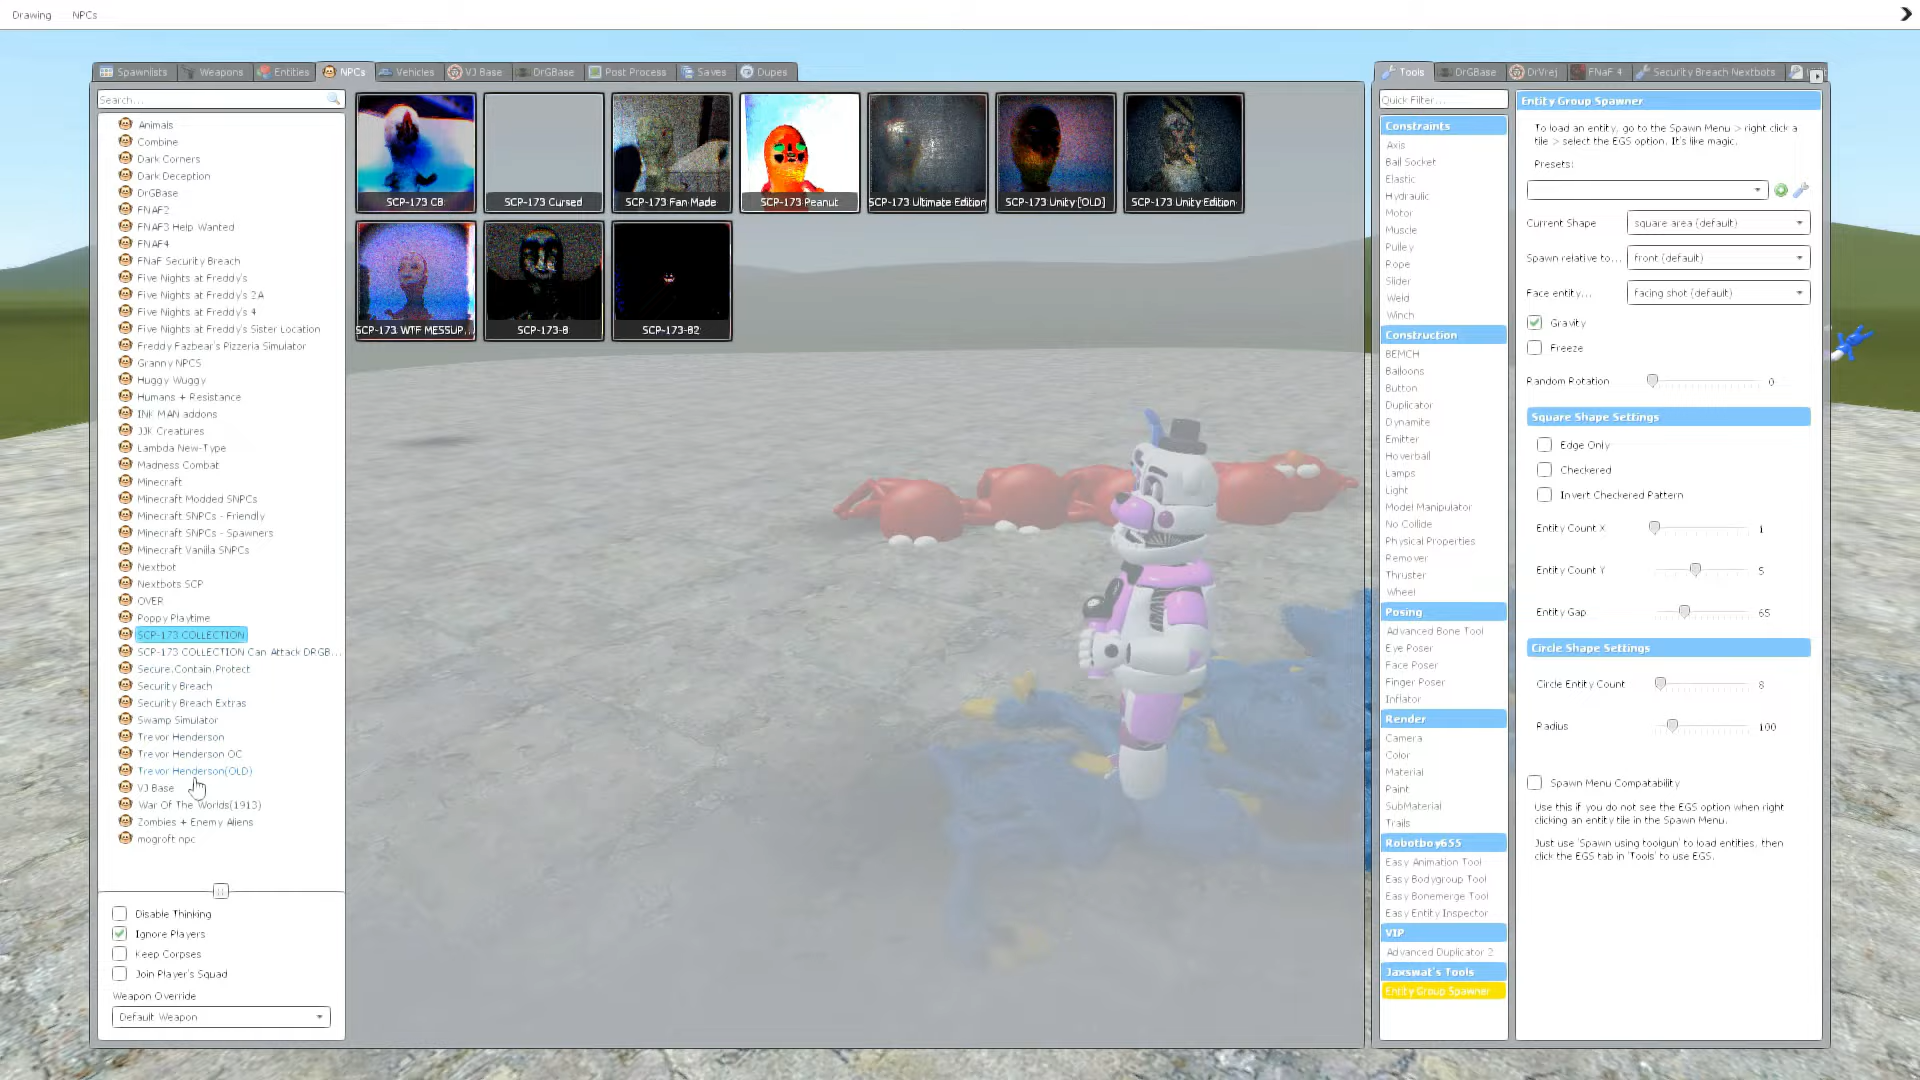 Drawing NPCs
Spawnlists Weapons Entities NPCs Vehicles VJ Base DrGBase Post Process Saves Dupes
Search...
Animals
Combine
Dark Corners
Dark Deception
DrGBase
FNAF2
FNAF3 Help Wanted
FNAF4
FNaF Security Breach
Five Nights at Freddy's
Five Nights at Freddy's 2A
Five Nights at Freddy's 4
Five Nights at Freddy's Sister Location
Freddy Fazbear's Pizzeria Simulator
Granny NPCS
Huggy Wuggy
Humans + Resistance
INK MAN addons
JJK Creatures
Lambda New-Type
Madness Combat
Minecraft
Minecraft Modded SNPCs
Minecraft SNPCs - Friendly
Minecraft SNPCs - Spawners
Minecraft Vanilla SNPCs
Nextbot
Nextbots SCP
OVER
Poppy Playtime
SCP-173 COLLECTION
SCP-173 COLLECTION Can Attack DRGB...
Secure.Contain.Protect
Security Breach
Security Breach Extras
Swamp Simulator
Trevor Henderson
Trevor Henderson OC
Trevor Henderson(OLD)
VJ Base
War Of The Worlds(1913)
Zombies + Enemy Aliens
mogroft npc
Disable Thinking
Ignore Players
Keep Corpses
Join Player's Squad
Weapon Override
Default Weapon
SCP-173 CB
SCP-173 Cursed
SCP-173 Fan-Made
SCP-173 Peanut
SCP-173 Ultimate Edition
SCP-173 Unity [OLD]
SCP-173 Unity Edition
SCP-173 WTF MESSUP...
SCP-173-8
SCP-173-82
Tools DrGBase DrVrej FNaF 4 Security Breach Nextbots
Quick Filter...
Constraints
Axis
Ball Socket
Elastic
Hydraulic
Motor
Muscle
Pulley
Rope
Slider
Weld
Winch
Construction
BEMCH
Balloons
Button
Duplicator
Dynamite
Emitter
Hoverball
Lamps
Light
Model Manipulator
No Collide
Physical Properties
Remover
Thruster
Wheel
Posing
Advanced Bone Tool
Eye Poser
Face Poser
Finger Poser
Inflator
Render
Camera
Color
Material
Paint
SubMaterial
Trails
Robotboy655
Easy Animation Tool
Easy Bodygroup Tool
Easy Bonemerge Tool
Easy Entity Inspector
VIP
Advanced Duplicator 2
Jaxswat's Tools
Entity Group Spawner
Entity Group Spawner
To load an entity, go to the Spawn Menu > right click a
tile > select the EGS option. It's like magic.
Presets:
Current Shape square area (default)
Spawn relative to... front (default)
Face entity... facing shot (default)
Gravity
Freeze
Random Rotation 0
Square Shape Settings
Edge Only
Checkered
Invert Checkered Pattern
Entity Count X 1
Entity Count Y 5
Entity Gap 65
Circle Shape Settings
Circle Entity Count 8
Radius 100
Spawn Menu Compatability
Use this if you do not see the EGS option when right
clicking an entity tile in the Spawn Menu.
Just use 'Spawn using toolgun' to load entities, then
click the EGS tab in 'Tools' to use EGS.